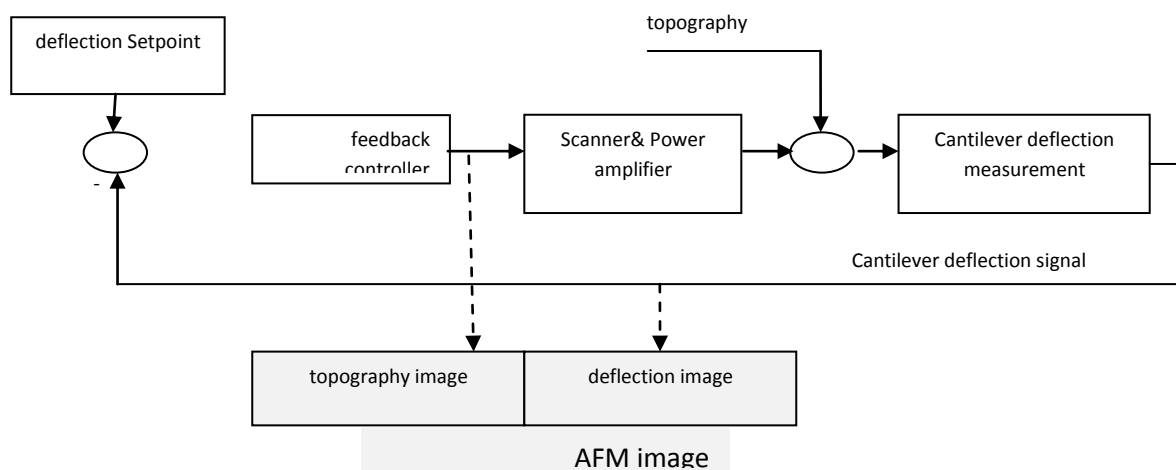 topography
deflection Setpoint
feedback
controller
Scanner& Power
amplifier
Cantilever deflection
measurement
-
Cantilever deflection signal
topography image
deflection image
AFM image